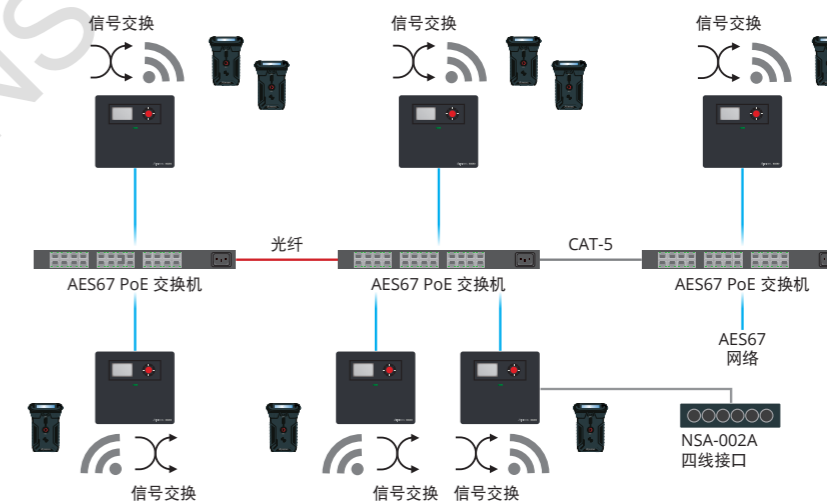 信号交换
信号交换
信号交换
光纤
CAT-5
AES67 PoE 交换机
AES67 PoE 交换机
AES67 PoE 交换机
AES67
网络
NSA-002A
四线接口
信号交换
信号交换
信号交换